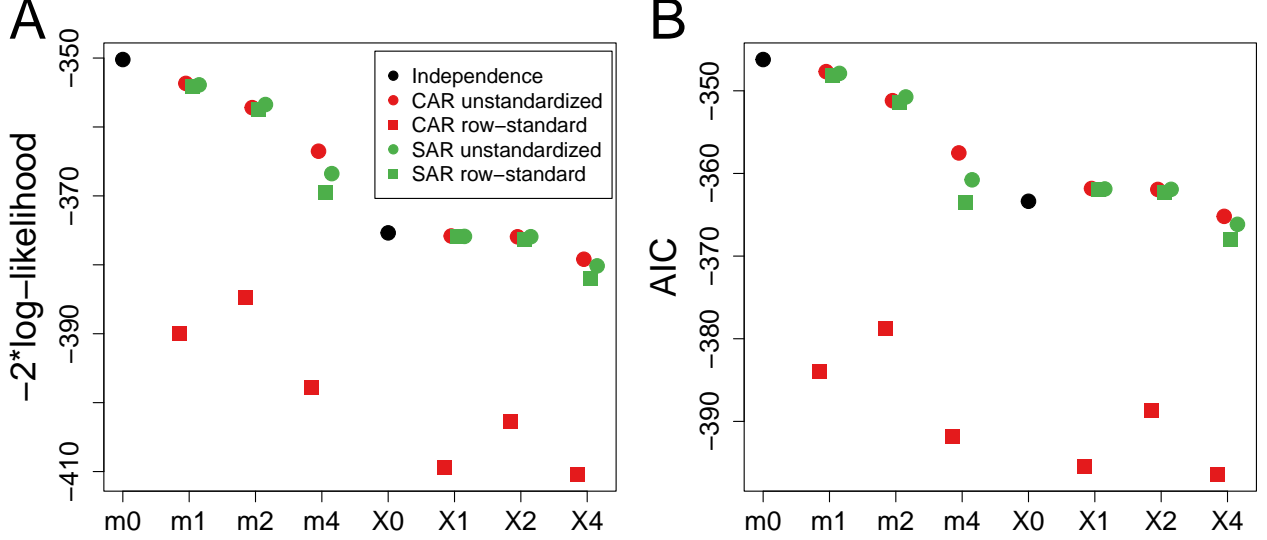 A
−2*log−likelihood
−350
−370
−390
−410
Independence
CAR unstandardized
CAR row−standard
SAR unstandardized
SAR row−standard
m0 m1 m2 m4 X0 X1 X2 X4
B
AIC
−350
−360
−370
−380
−390
m0 m1 m2 m4 X0 X1 X2 X4